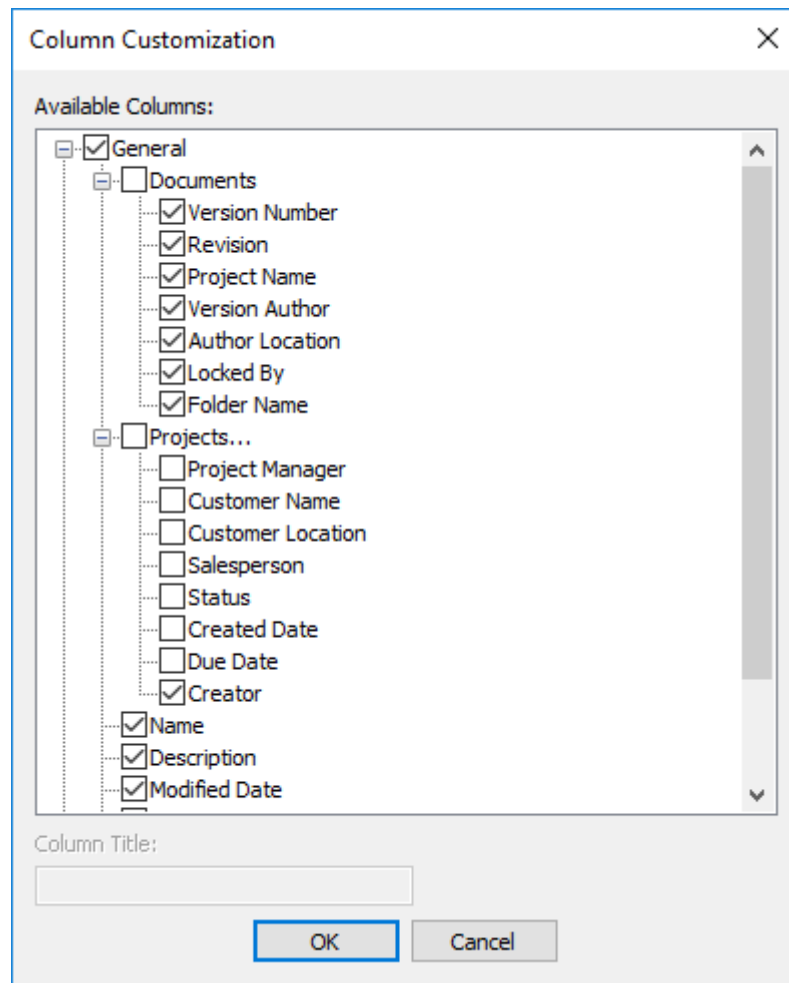 Column Customization
Available Columns:
General
Documents
Version Number
Revision
Project Name
Version Author
Author Location
Locked By
Folder Name
Projects...
Project Manager
Customer Name
Customer Location
Salesperson
Status
Created Date
Due Date
Creator
Name
Description
Modified Date
Column Title:
OK Cancel